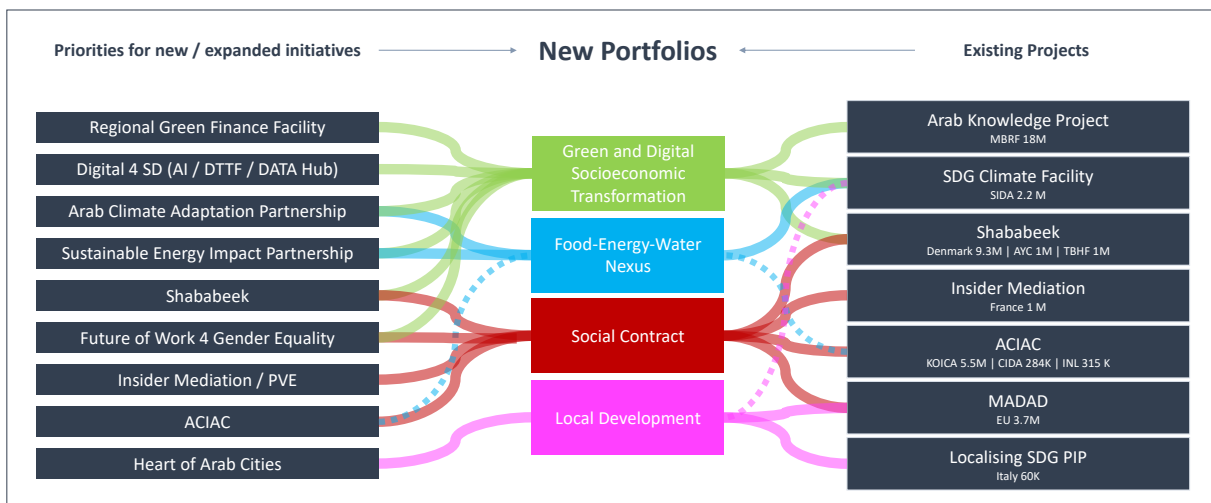 Priorities for new / expanded initiatives
New Portfolios
Existing Projects
Regional Green Finance Facility
Digital 4 SD (AI / DTTF / DATA Hub)
Arab Climate Adaptation Partnership
Sustainable Energy Impact Partnership
Shababeek
Future of Work 4 Gender Equality
Insider Mediation / PVE
ACIAC
Heart of Arab Cities
Green and Digital
Socioeconomic
Transformation
Food-Energy-Water
Nexus
Social Contract
Local Development
Arab Knowledge Project
MBRF 18M
SDG Climate Facility
SIDA 2.2 M
Shababeek
Denmark 9.3M | AYC 1M | TBHF 1M
Insider Mediation
France 1 M
ACIAC
KOICA 5.5M | CIDA 284K | INL 315 K
MADAD
EU 3.7M
Localising SDG PIP
Italy 60K